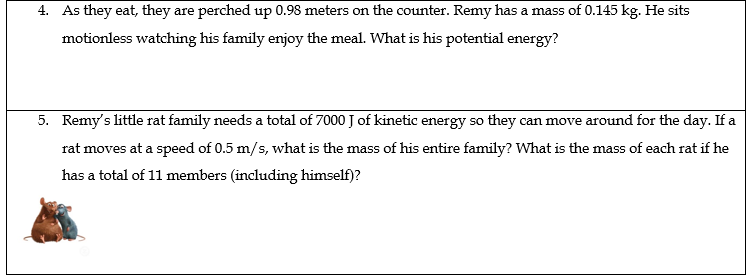 4. As they eat, they are perched up 0.98 meters on the counter. Remy has a mass of 0.145 kg. He sits
motionless watching his family enjoy the meal. What is his potential energy?
5. Remy's little rat family needs a total of 7000 J of kinetic energy so they can move around for the day. If a
rat moves at a speed of 0.5 m/s, what is the mass of his entire family? What is the mass of each rat if he
has a total of 11 members (including himself)?